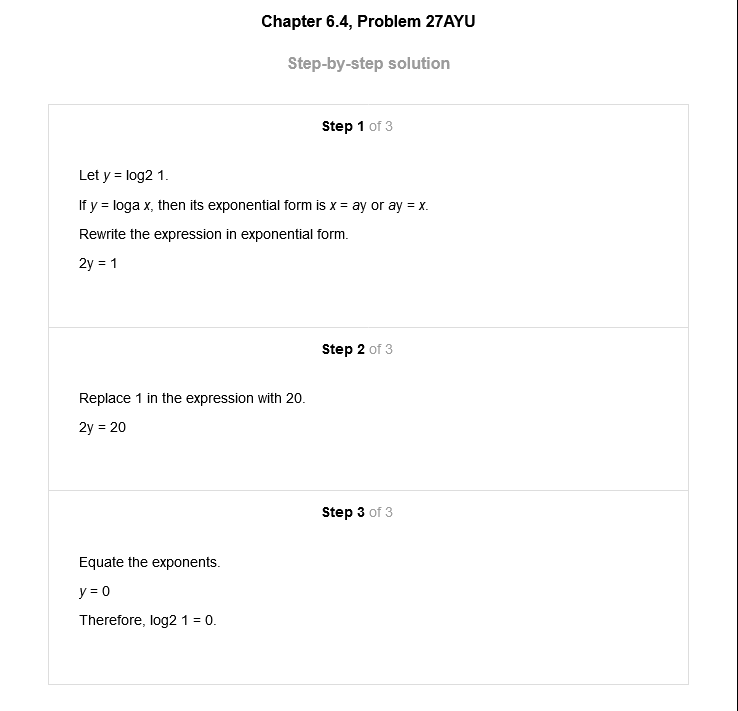 Chapter 6.4, Problem 27AYU
Step-by-step solution
Step 1 of 3
Let y = log2 1.
If y = loga x, then its exponential form is x = ay or ay = x.
Rewrite the expression in exponential form.
2y = 1
Step 2 of 3
Replace 1 in the expression with 20.
2y = 20
Step 3 of 3
Equate the exponents.
y = 0
Therefore, log2 1 = 0.